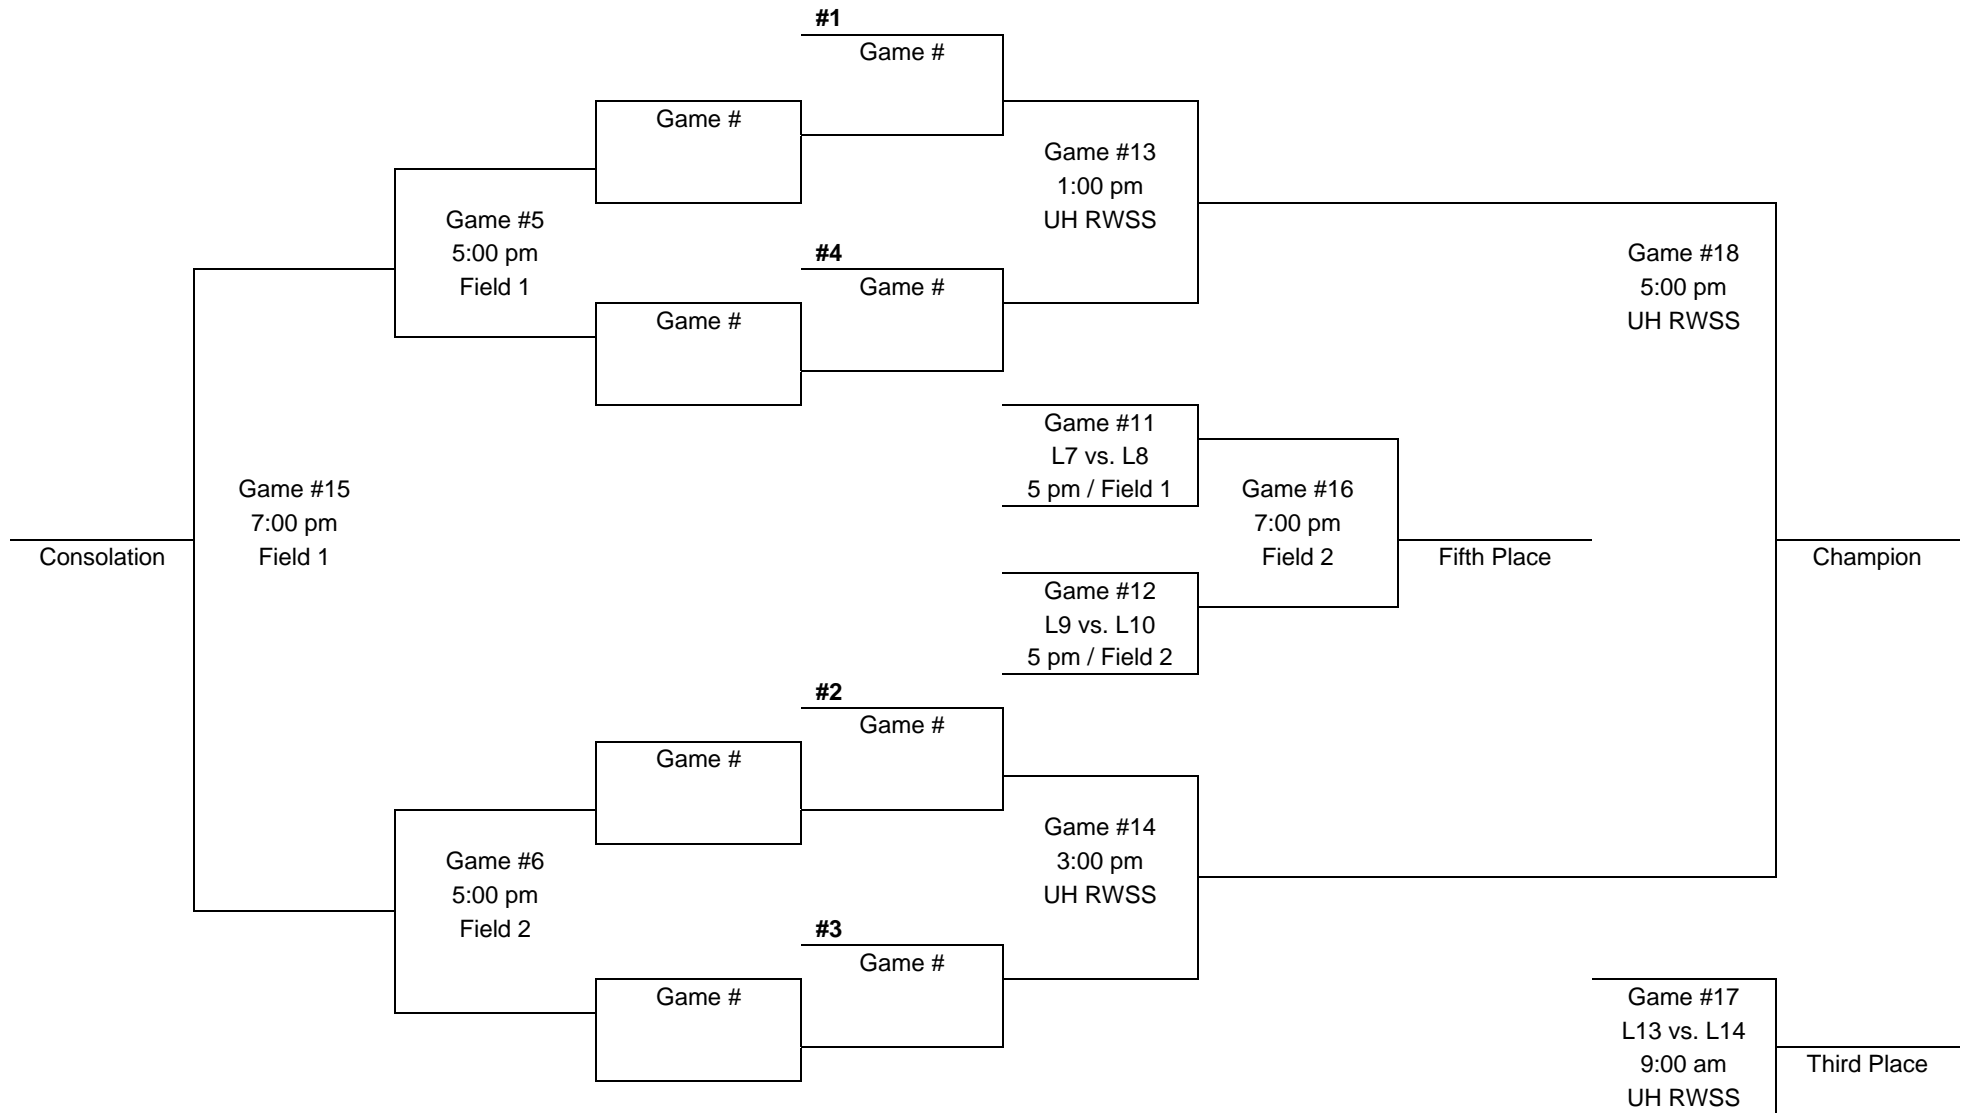 #1
Game #
Game #
Game #13
1:00 pm
UH RWSS
Game #5
5:00 pm
Field 1
#4
Game #
Game #
Game #18
5:00 pm
UH RWSS
Game #11
L7 vs. L8
5 pm / Field 1
Game #15
7:00 pm
Field 1
Consolation
Game #16
7:00 pm
Field 2
Fifth Place
Champion
Game #12
L9 vs. L10
5 pm / Field 2
#2
Game #
Game #
Game #14
3:00 pm
UH RWSS
Game #6
5:00 pm
Field 2
#3
Game #
Game #
Game #17
L13 vs. L14
9:00 am
UH RWSS
Third Place